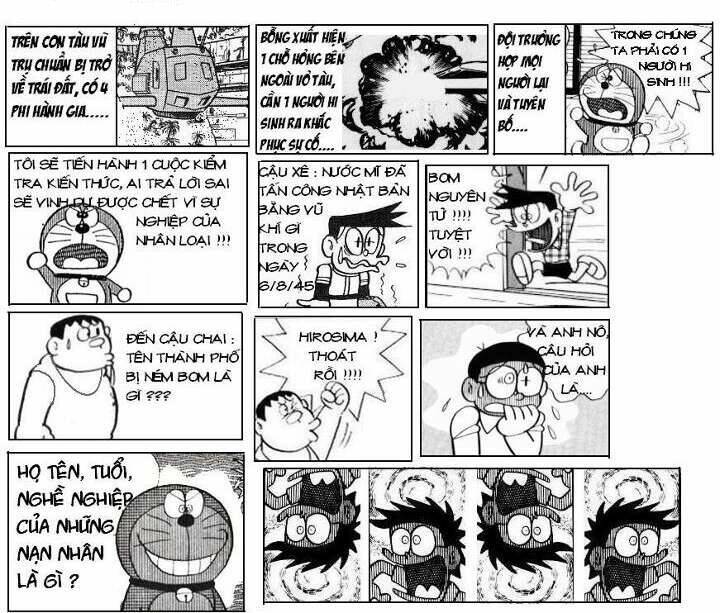 TRÊN CON TÀU VŨ
TRỤ CHUẨN BỊ TRỞ
VỀ TRÁI ĐẤT, CÓ 4
PHI HÀNH GIA.....
BỖNG XUẤT HIỆN
1 CHỖ HỎNG BÊN
NGOÀI VỎ TÀU,
CẦN 1 NGƯỜI HI
SINH RA KHẮC
PHỤC SỰ CỐ....
ĐỘI TRƯỞNG
HỌP MỌI
NGƯỜI LẠI
VÀ TUYÊN
BỐ....
TRONG CHÚNG
TA PHẢI CÓ 1
NGƯỜI HI
SINH !!!
TÔI SẼ TIẾN HÀNH 1 CUỘC KIỂM
TRA KIẾN THỨC, AI TRẢ LỜI SAI
SẼ VINH DỰ ĐƯỢC CHẾT VÌ SỰ
NGHIỆP CỦA
NHÂN LOẠI !!!
CẬU XÊ : NƯỚC MĨ ĐÃ
TẤN CÔNG NHẬT BẢN
BẰNG VŨ
KHÍ GÌ
TRONG
NGÀY
6/8/45
BOM
NGUYÊN
TỬ !!!!
TUYỆT
VỜI !!!
ĐẾN CẬU CHAI :
TÊN THÀNH PHỐ
BỊ NÉM BOM LÀ
GÌ ???
HIROSIMA !
THOÁT
RỒI !!!!
VÀ ANH NÔ,
CÂU HỎI
CỦA ANH
LÀ...
HỌ TÊN, TUỔI,
NGHỀ NGHIỆP
CỦA NHỮNG
NẠN NHÂN
LÀ GÌ ?